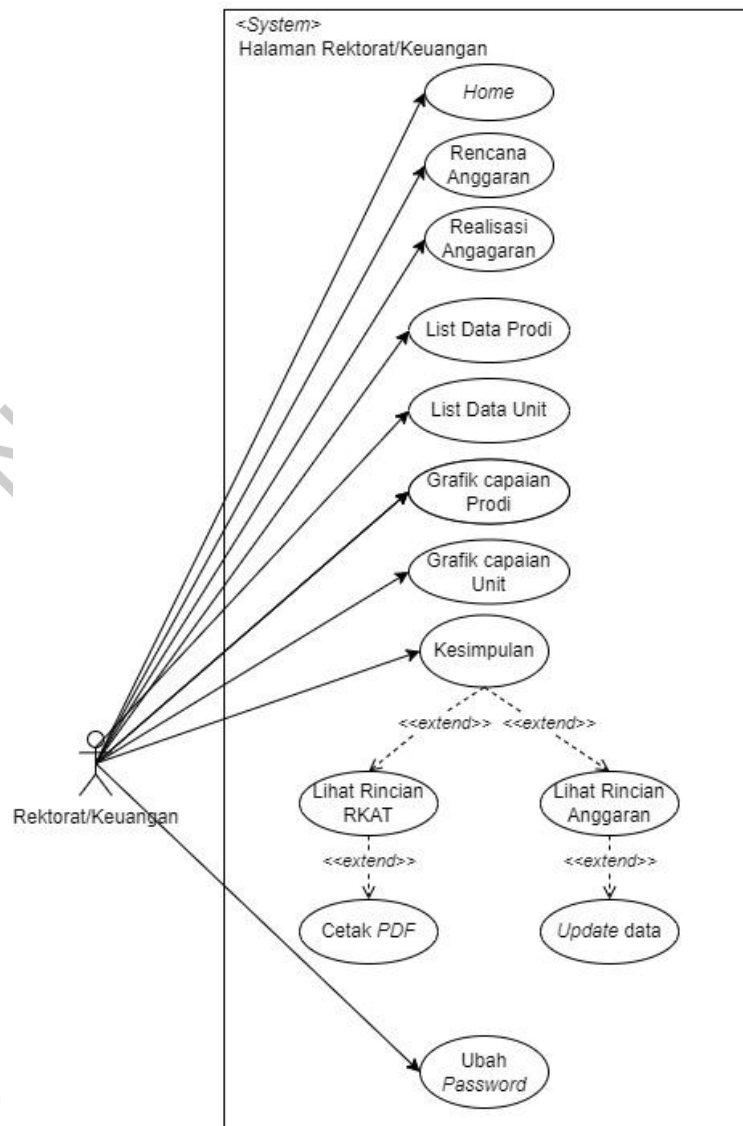 <System>
Halaman Rektorat/Keuangan
Home
Rencana
Anggaran
Realisasi
Angagaran
List Data Prodi
List Data Unit
Grafik capaian
Prodi
Grafik capaian
Unit
Kesimpulan
<<extend>> <<extend>>
Lihat Rincian
RKAT
Lihat Rincian
Anggaran
Rektorat/Keuangan
<<extend>> <<extend>>
Cetak PDF
Update data
Ubah
Password